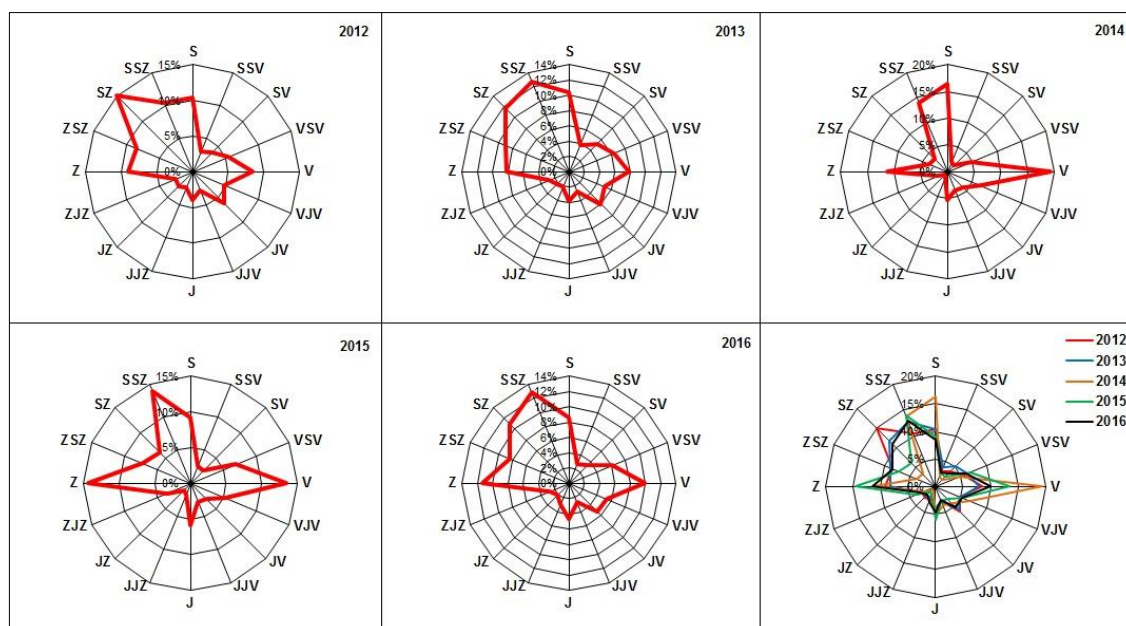 2012
S
15%
SSZ SSV
SZ SV
10%
ZSZ VSV
5%
Z 0% V
ZJZ VJV
JZ JV
JJZ JJV
J
2013
S
14%
SSZ SSV
12%
SZ SV
10%
8%
ZSZ VSV
6%
4%
2%
Z 0% V
ZJZ VJV
JZ JV
JJZ JJV
J
2014
S
20%
SSZ SSV
15%
SZ SV
10%
ZSZ VSV
5%
Z 0% V
ZJZ VJV
JZ JV
JJZ JJV
J
2015
S
15%
SSZ SSV
SZ SV
10%
ZSZ VSV
5%
Z 0% V
ZJZ VJV
JZ JV
JJZ JJV
J
2016
S
14%
SSZ SSV
12%
SZ SV
10%
8%
ZSZ VSV
6%
4%
2%
Z 0% V
ZJZ VJV
JZ JV
JJZ JJV
J
2012
2013
2014
2015
2016
S
20%
SSZ SSV
15%
SZ SV
10%
ZSZ VSV
5%
Z 0% V
ZJZ VJV
JZ JV
JJZ JJV
J